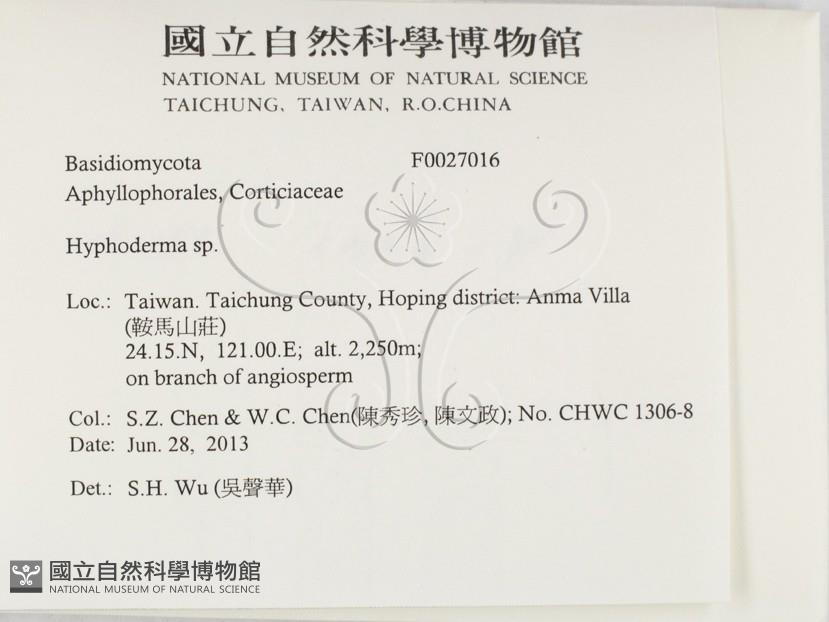 國立自然科學博物館
NATIONAL MUSEUM OF NATURAL SCIENCE
TAICHUNG, TAIWAN, R.O.CHINA
Basidiomycota F0027016
Aphyllophorales, Corticiaceae
Hyphoderma sp.
Loc.: Taiwan. Taichung County, Hoping district: Anma Villa
(鞍馬山莊)
24.15.N, 121.00.E; alt. 2,250m;
on branch of angiosperm
Col.: S.Z. Chen & W.C. Chen(陳秀珍, 陳文政); No. CHWC 1306-8
Date: Jun. 28, 2013
Det.: S.H. Wu (吳聲華)
國立自然科學博物館
NATIONAL MUSEUM OF NATURAL SCIENCE